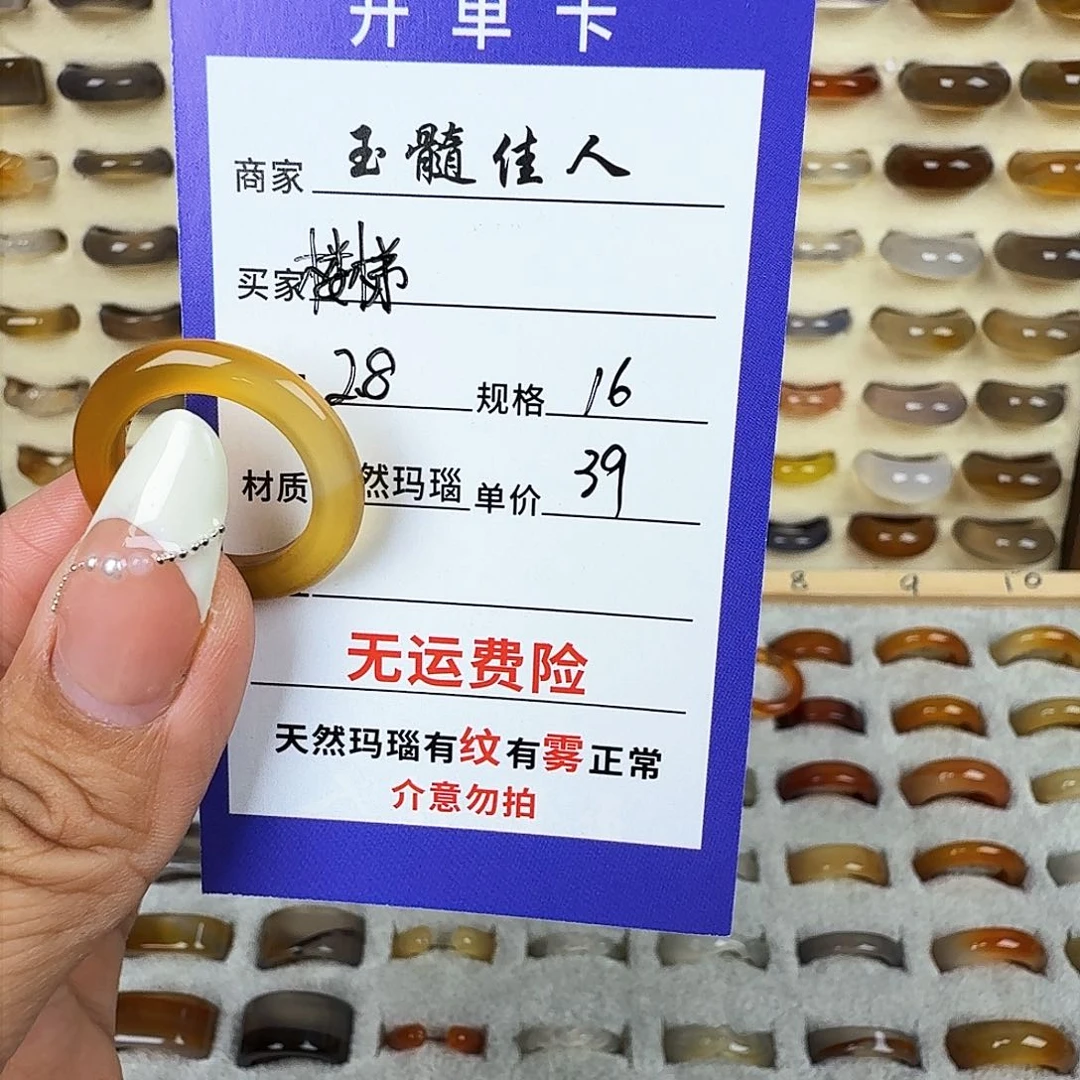 开单卡
商家 玉髓佳人
买家 楼梯
28 规格 16
材质 然玛瑙 单价 39
无运费险
天然玛瑙有纹有雾正常
介意勿拍
8 9 10